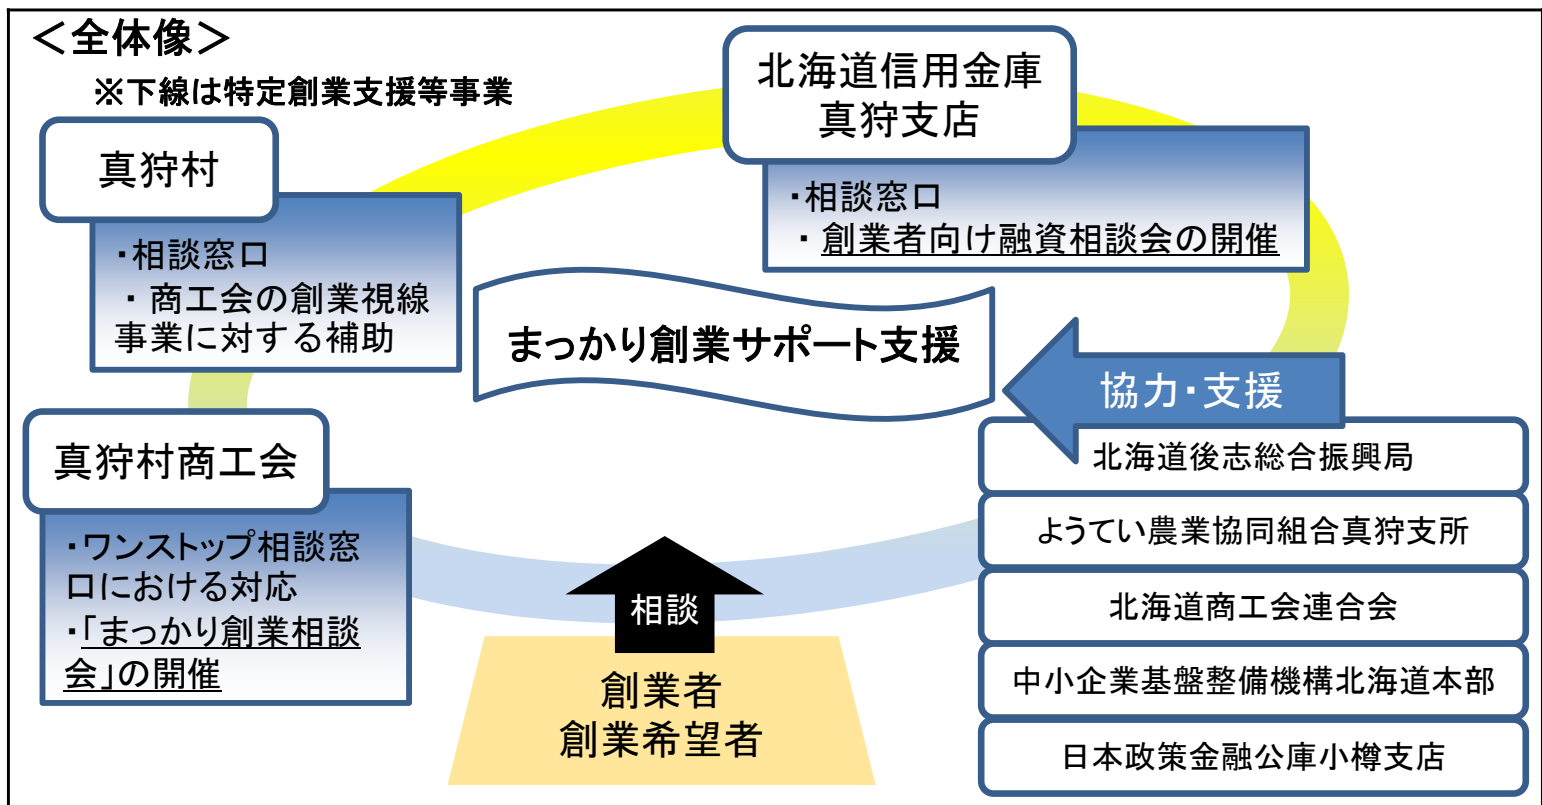 ＜全体像＞
※下線は特定創業支援等事業
真狩村
・相談窓口
・ 商工会の創業視線
事業に対する補助
北海道信用金庫
真狩支店
・相談窓口
・ 創業者向け融資相談会の開催
まっかり創業サポート支援
協力・支援
真狩村商工会
・ワンストップ相談窓
口における対応
・「まっかり創業相談
会」の開催
相談
創業者
創業希望者
北海道後志総合振興局
ようてい農業協同組合真狩支所
北海道商工会連合会
中小企業基盤整備機構北海道本部
日本政策金融公庫小樽支店